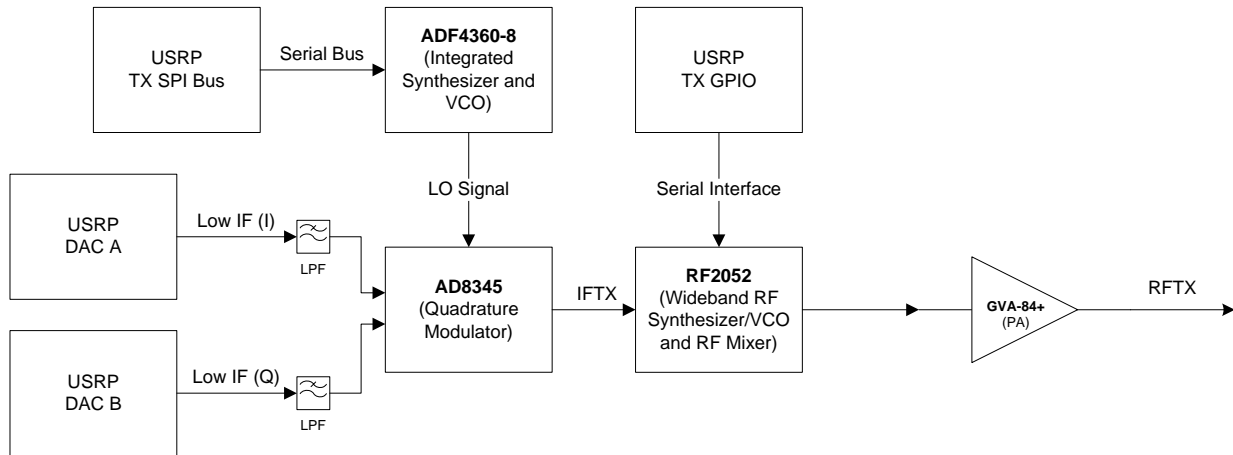 USRP
TX SPI Bus
Serial Bus
ADF4360-8
(Integrated
Synthesizer and
VCO)
USRP
TX GPIO
LO Signal
Serial Interface
USRP
DAC A
Low IF (I)
LPF
AD8345
(Quadrature
Modulator)
IFTX
RF2052
(Wideband RF
Synthesizer/VCO
and RF Mixer)
GVA-84+
(PA)
RFTX
USRP
DAC B
Low IF (Q)
LPF